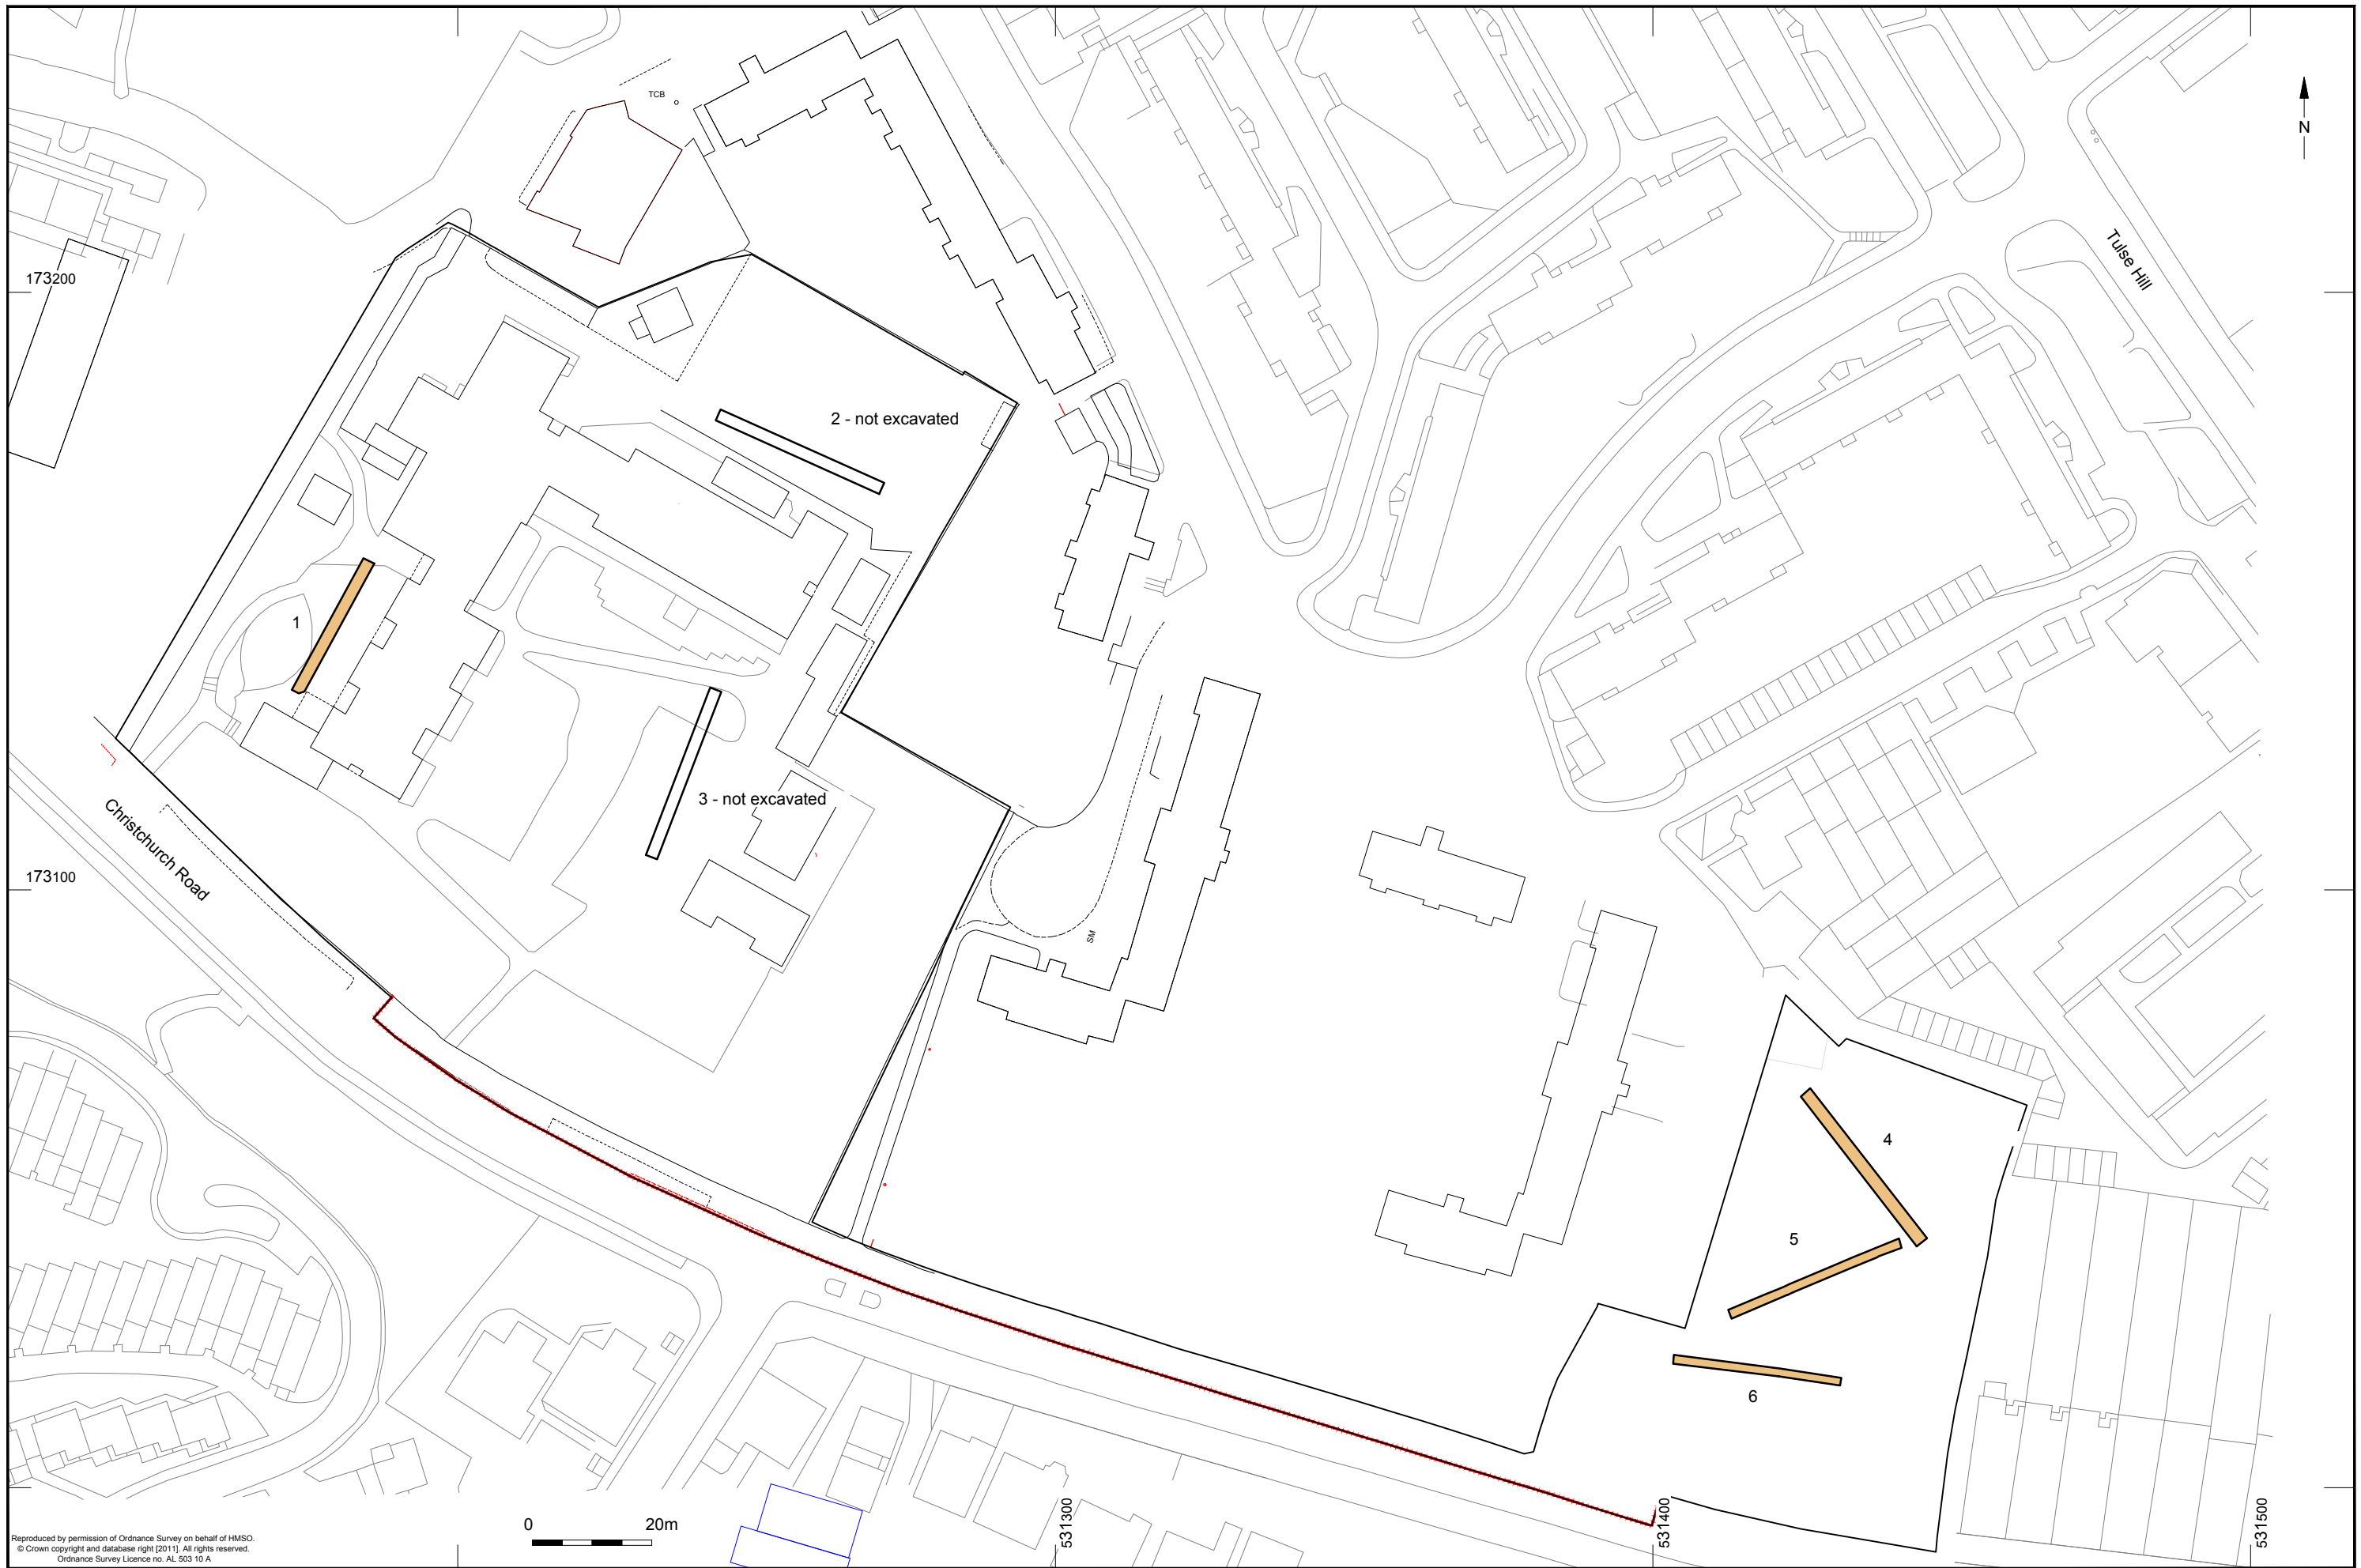 TCB
N
Tulse Hill
173200
2 - not excavated
1
3 - not excavated
Christchurch Road
173100
SM
4
5
6
0 20m
531300
531400
531500
Reproduced by permission of Ordnance Survey on behalf of HMSO.
© Crown copyright and database right [2011]. All rights reserved.
Ordnance Survey Licence no. AL 503 10 A